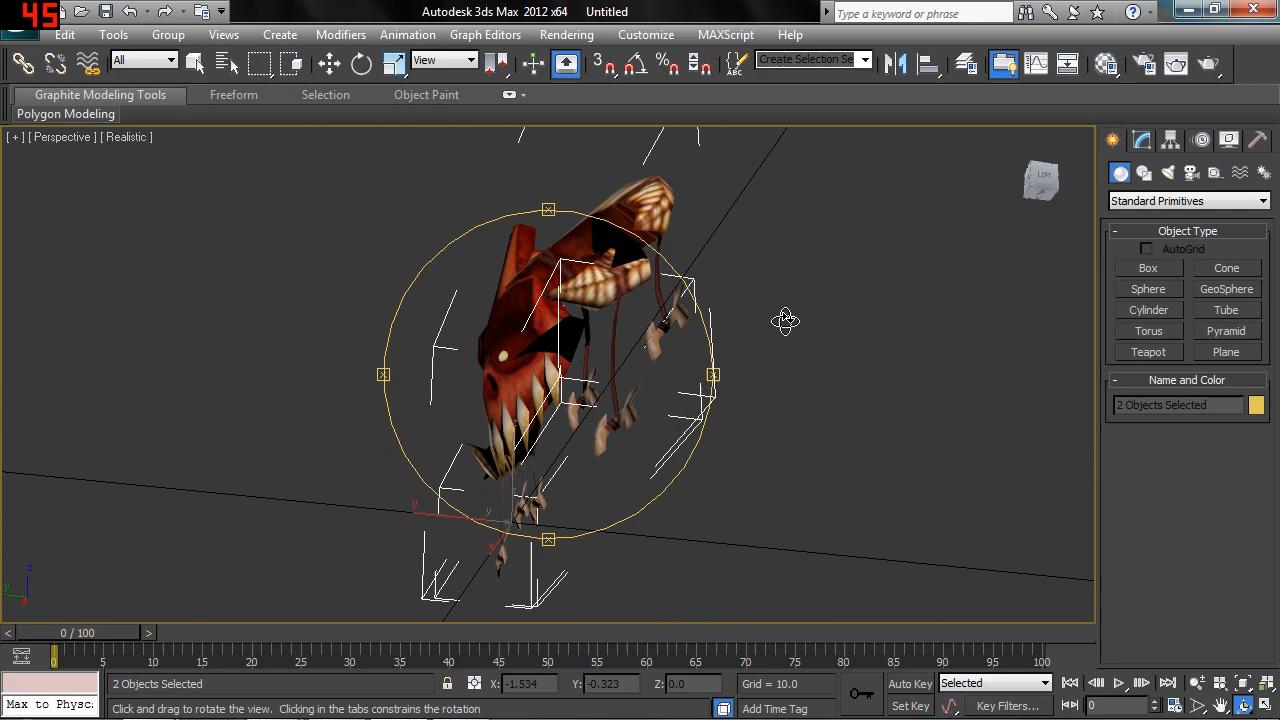 45
Autodesk 3ds Max 2012 x64 Untitled
Type a keyword or phrase
Edit Tools Group Views Create Modifiers Animation Graph Editors Rendering Customize MAXScript Help
All View 3 Create Selection Se
Graphite Modeling Tools Freeform Selection Object Paint
Polygon Modeling
[ + ] [ Perspective ] [ Realistic ]
LEFT
Standard Primitives
- Object Type
AutoGrid
Box Cone
Sphere GeoSphere
Cylinder Tube
Torus Pyramid
Teapot Plane
- Name and Color
2 Objects Selected
y
y
x
z
y
< 0 / 100 >
0 5 10 15 20 25 30 35 40 45 50 55 60 65 70 75 80 85 90 95 100
2 Objects Selected X: -1.534 Y: -0.323 Z: 0.0 Grid = 10.0 Auto Key Selected
Max to Physc: Click and drag to rotate the view. Clicking in the tabs constrains the rotation Add Time Tag Set Key Key Filters... 0